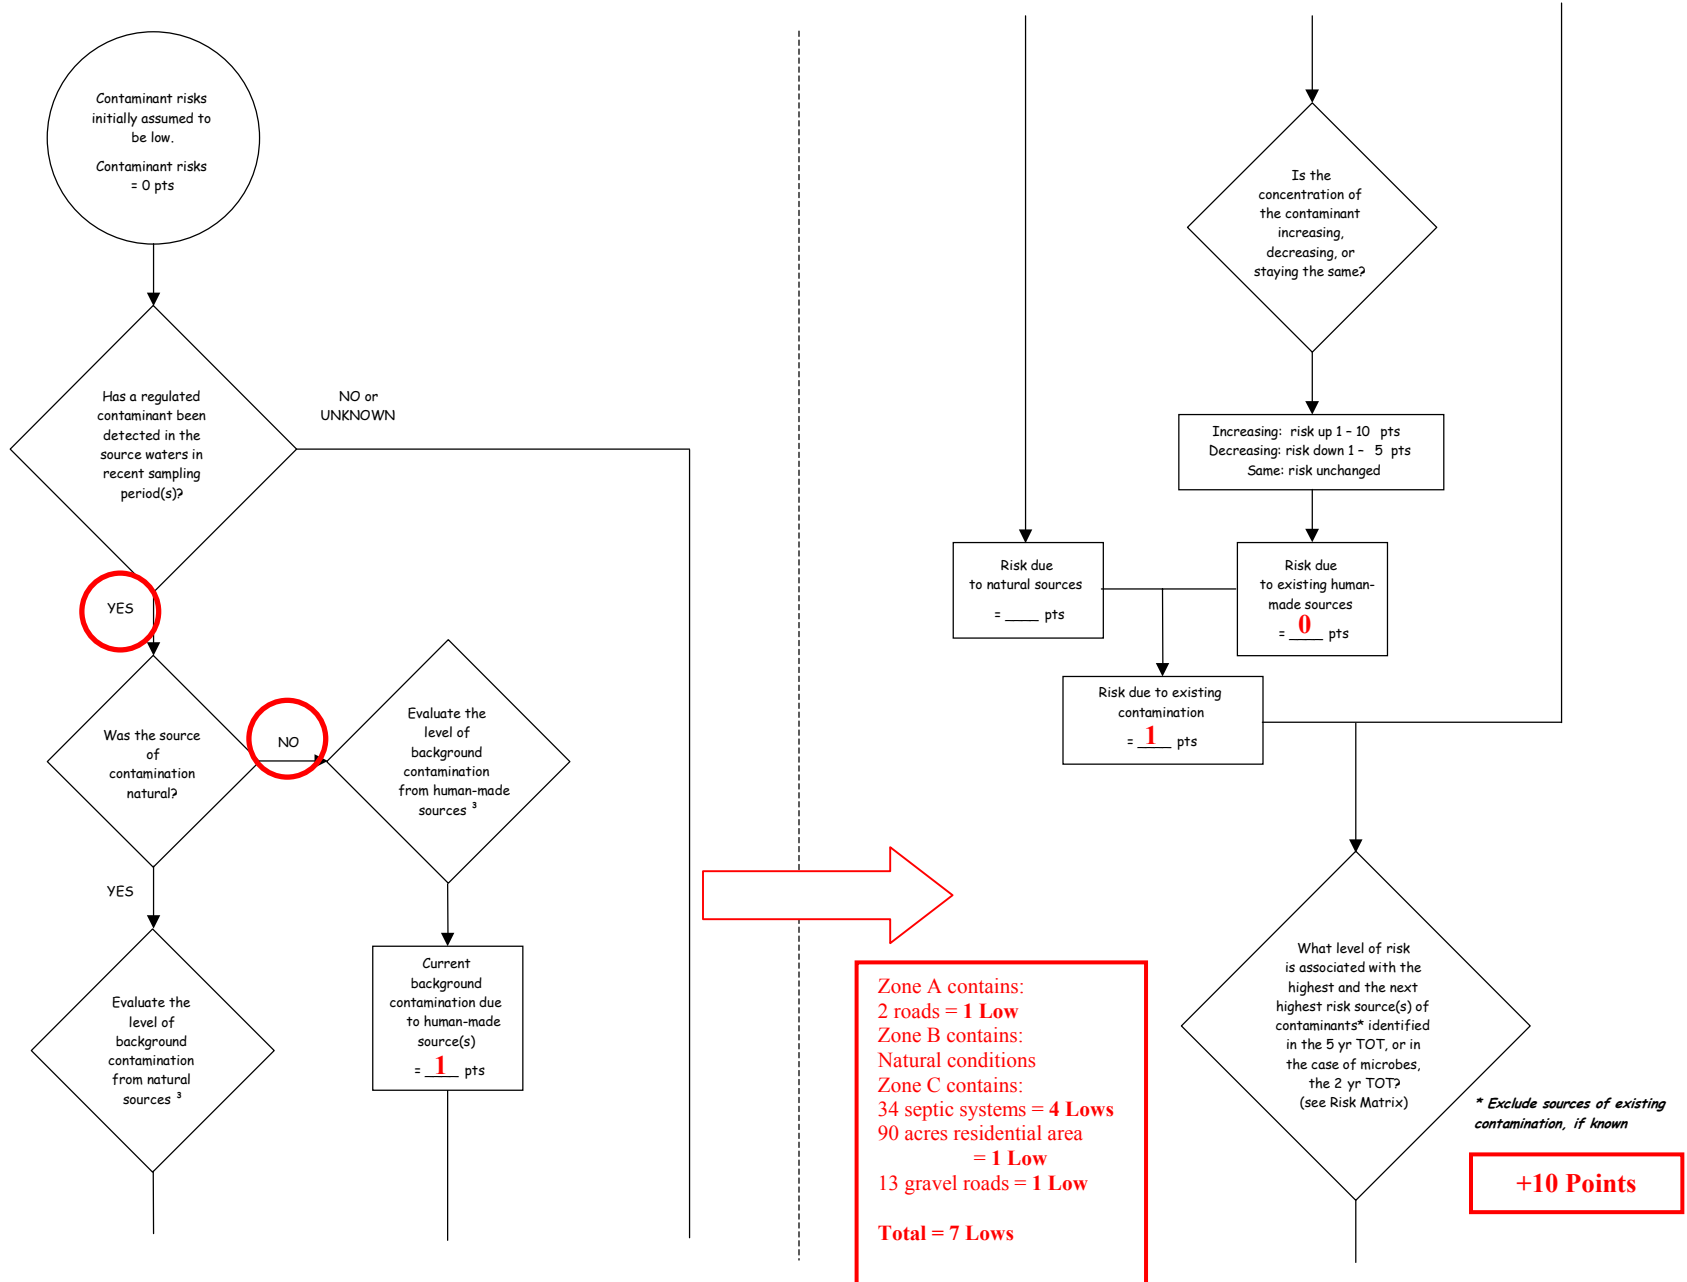 Contaminant risks
initially assumed to
be low.
Contaminant risks
= 0 pts
Has a regulated
contaminant been
detected in the
source waters in
recent sampling
period(s)?
NO or
UNKNOWN
YES
Was the source
of
contamination
natural?
NO
Evaluate the
level of
background
contamination
from human-made
sources ³
YES
Evaluate the
level of
background
contamination
from natural
sources ³
Current
background
contamination due
to human-made
source(s)
= __1__ pts
Is the
concentration of
the contaminant
increasing,
decreasing, or
staying the same?
Increasing: risk up 1 – 10 pts
Decreasing: risk down 1 – 5 pts
Same: risk unchanged
Risk due
to natural sources
= ____ pts
Risk due
to existing human-
made sources
= __0__ pts
Risk due to existing
contamination
= __1__ pts
Zone A contains:
2 roads = 1 Low
Zone B contains:
Natural conditions
Zone C contains:
34 septic systems = 4 Lows
90 acres residential area
= 1 Low
13 gravel roads = 1 Low
Total = 7 Lows
What level of risk
is associated with the
highest and the next
highest risk source(s) of
contaminants* identified
in the 5 yr TOT, or in
the case of microbes,
the 2 yr TOT?
(see Risk Matrix)
* Exclude sources of existing
contamination, if known
+10 Points